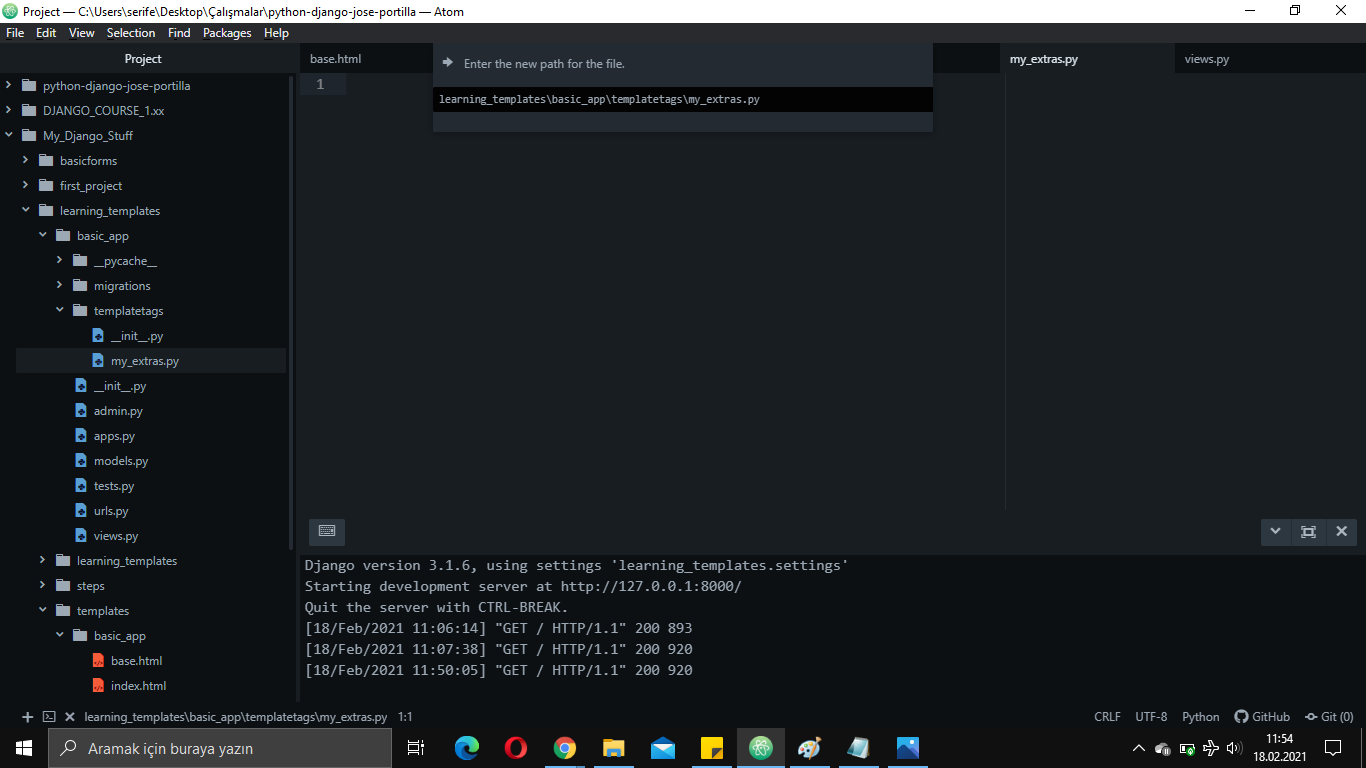 Project — C:\Users\serife\Desktop\Çalışmalar\python-django-jose-portilla — Atom
File Edit View Selection Find Packages Help
Project
python-django-jose-portilla
DJANGO_COURSE_1.xx
My_Django_Stuff
basicforms
first_project
learning_templates
basic_app
__pycache__
migrations
templatetags
__init__.py
my_extras.py
__init__.py
admin.py
apps.py
models.py
tests.py
urls.py
views.py
learning_templates
steps
templates
basic_app
base.html
index.html
base.html
my_extras.py
views.py
Enter the new path for the file.
learning_templates\basic_app\templatetags\my_extras.py
1
Django version 3.1.6, using settings 'learning_templates.settings'
Starting development server at http://127.0.0.1:8000/
Quit the server with CTRL-BREAK.
[18/Feb/2021 11:06:14] "GET / HTTP/1.1" 200 893
[18/Feb/2021 11:07:38] "GET / HTTP/1.1" 200 920
[18/Feb/2021 11:50:05] "GET / HTTP/1.1" 200 920
learning_templates\basic_app\templatetags\my_extras.py 1:1
CRLF UTF-8 Python GitHub Git (0)
Aramak için buraya yazın
11:54
18.02.2021